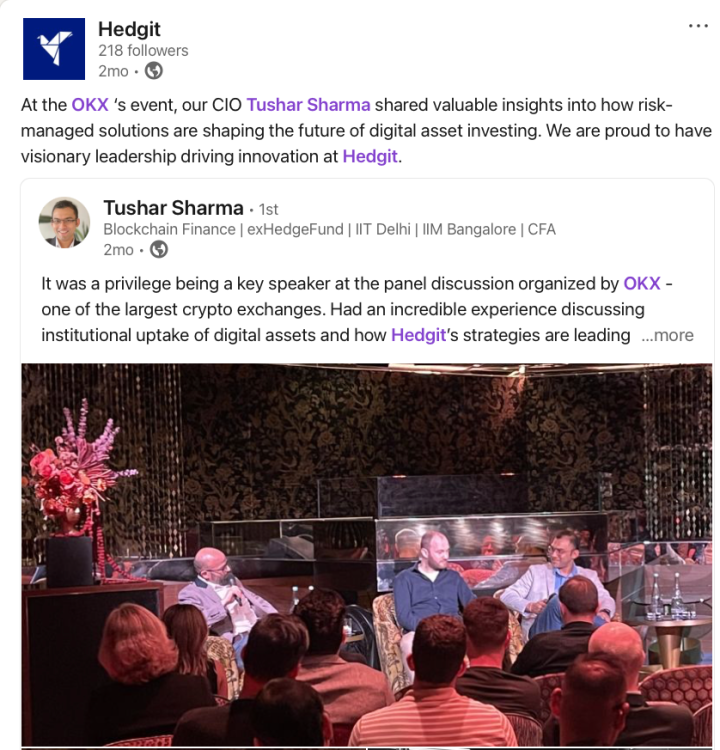 Hedgit
218 followers
2mo •
At the OKX 's event, our CIO Tushar Sharma shared valuable insights into how risk-
managed solutions are shaping the future of digital asset investing. We are proud to have
visionary leadership driving innovation at Hedgit.
Tushar Sharma • 1st
Blockchain Finance | exHedgeFund | IIT Delhi | IIM Bangalore | CFA
2mo •
It was a privilege being a key speaker at the panel discussion organized by OKX -
one of the largest crypto exchanges. Had an incredible experience discussing
institutional uptake of digital assets and how Hedgit's strategies are leading ...more